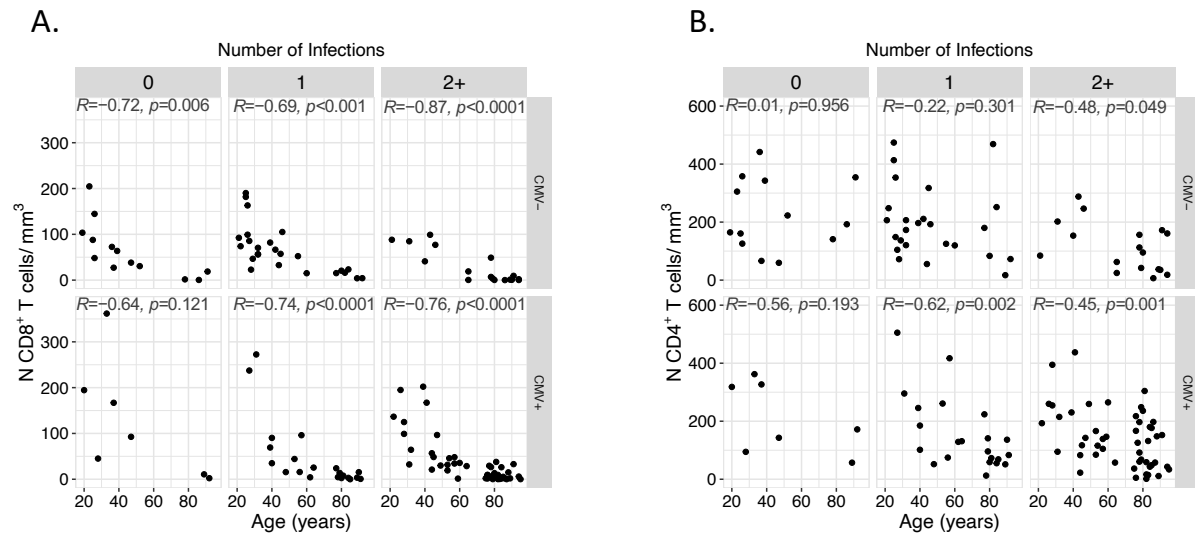 A.
Number of Infections
0 1 2+
R=−0.72, p=0.006 R=−0.69, p<0.001 R=−0.87, p<0.0001
300
200
100
0
CMV−
R=−0.64, p=0.121 R=−0.74, p<0.0001 R=−0.76, p<0.0001
300
200
100
0
CMV+
N CD8⁺ T cells/ mm³
20 40 60 80 20 40 60 80 20 40 60 80
Age (years)
B.
Number of Infections
0 1 2+
R=0.01, p=0.956 R=−0.22, p=0.301 R=−0.48, p=0.049
600
400
200
0
CMV−
R=−0.56, p=0.193 R=−0.62, p=0.002 R=−0.45, p=0.001
600
400
200
0
CMV+
N CD4⁺ T cells/ mm³
20 40 60 80 20 40 60 80 20 40 60 80
Age (years)